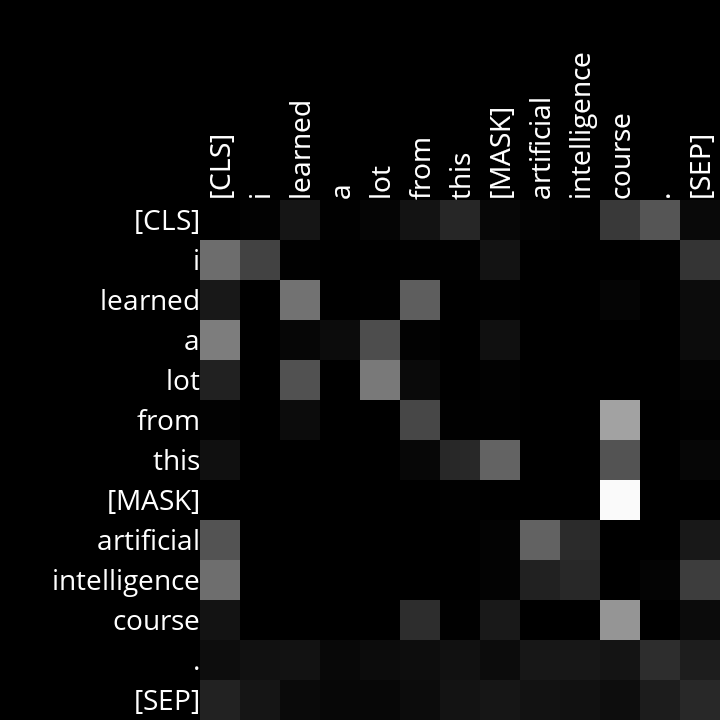 [CLS]
i
learned
a
lot
from
this
[MASK]
artificial
intelligence
course
.
[SEP]
[CLS]
i
learned
a
lot
from
this
[MASK]
artificial
intelligence
course
.
[SEP]